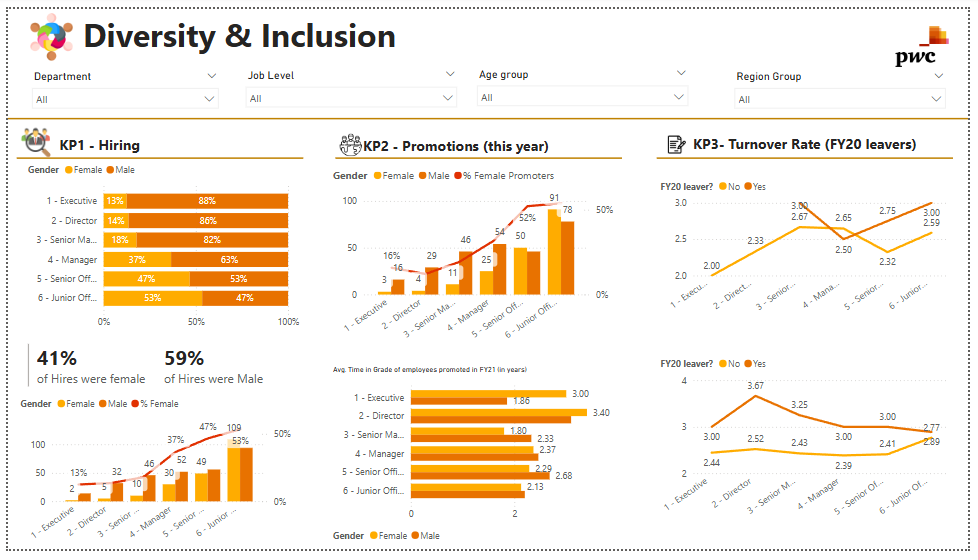 Diversity & Inclusion
pwc
Department
Job Level
Age group
Region Group
All
All
All
All
KP1 - Hiring
Gender Female Male
1 - Executive 13% 88%
2 - Director 14% 86%
3 - Senior Ma... 18% 82%
4 - Manager 37% 63%
5 - Senior Off... 47% 53%
6 - Junior Offi... 53% 47%
0% 50% 100%
41%
of Hires were female
59%
of Hires were Male
Gender Female Male % Female
100
50
0
50%
0%
13% 37% 47% 53%
2 5 32 10 46 30 52 49 109
1 - Executive
2 - Director
3 - Senior ...
4 - Manager
5 - Senior ...
6 - Junior ...
KP2 - Promotions (this year)
Gender Female Male % Female Promoters
100
50
0
50%
0%
16% 52%
3 16 4 29 11 46 25 54 50 91 78
1 - Executive
2 - Director
3 - Senior Ma...
4 - Manager
5 - Senior Off...
6 - Junior Offi...
Avg. Time in Grade of employees promoted in FY21 (in years)
1 - Executive 3.00 1.86
2 - Director 3.40
3 - Senior Ma... 1.80 2.33
4 - Manager 2.37
5 - Senior Offi... 2.29 2.68
6 - Junior Offi... 2.13
0 2
Gender Female Male
KP3- Turnover Rate (FY20 leavers)
FY20 leaver? No Yes
3.0
2.5
2.0
2.00 2.33 3.00 2.67 2.65 2.50 2.75 2.32 3.00 2.59
1 - Execu...
2 - Direct...
3 - Senior...
4 - Mana...
5 - Senior...
6 - Junior...
FY20 leaver? No Yes
4
3
2
3.00 3.67 3.25 3.00 3.00 2.77
2.44 2.52 2.43 2.39 2.41 2.89
1 - Executive
2 - Director
3 - Senior M...
4 - Manager
5 - Senior Of...
6 - Junior Of...